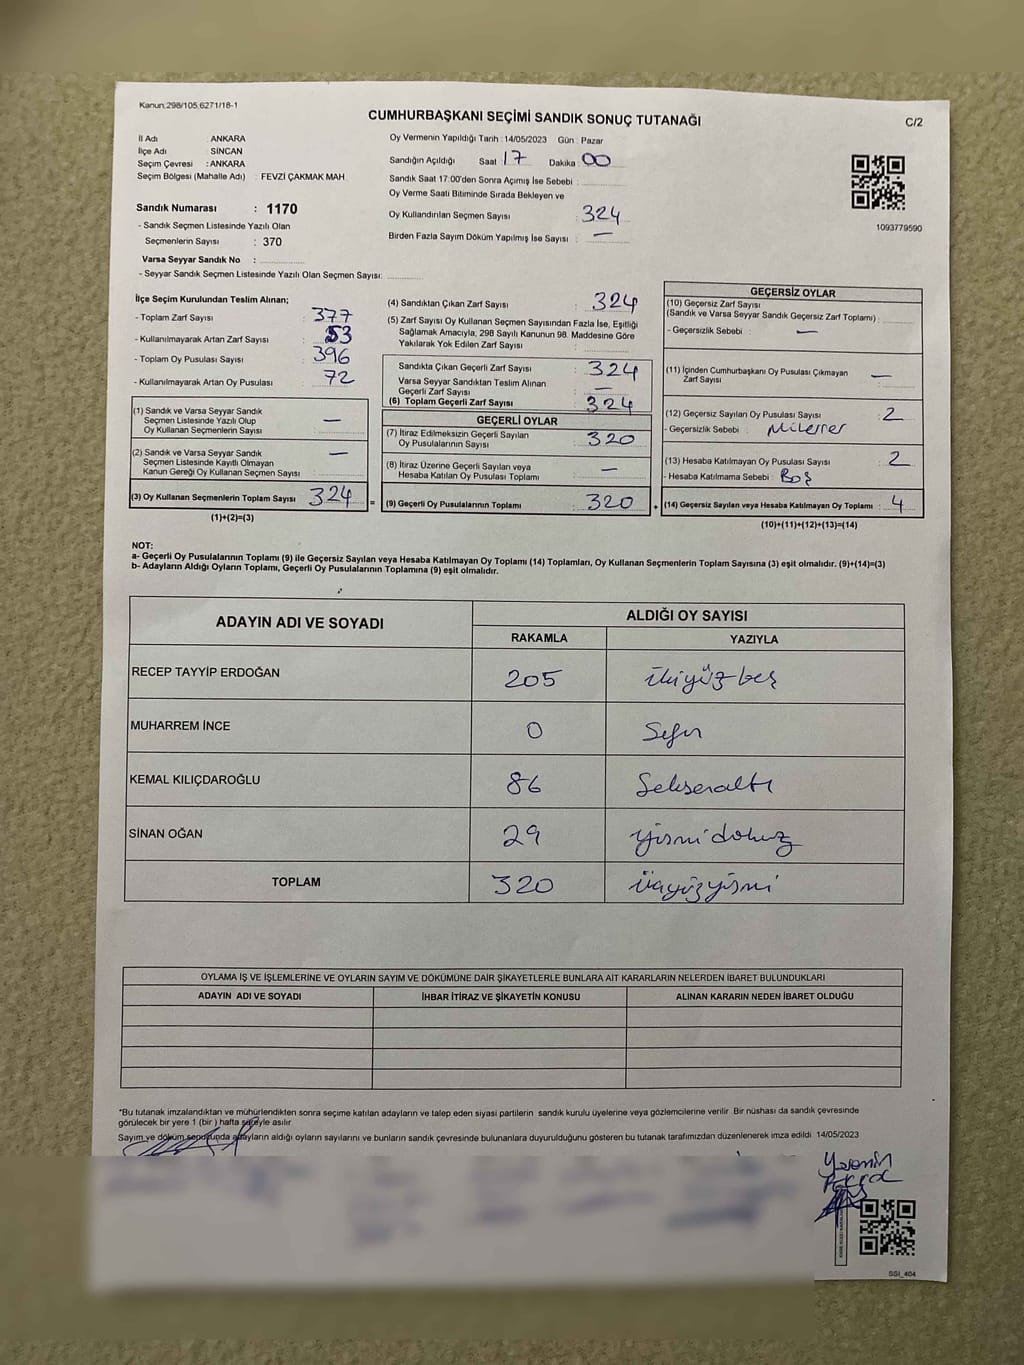 Kanun:298/105,6271/18-1
CUMHURBAŞKANI SEÇİMİ SANDIK SONUÇ TUTANAĞI
C/2
İl Adı ANKARA
İlçe Adı : SİNCAN
Seçim Çevresi : ANKARA
Seçim Bölgesi (Mahalle Adı) : FEVZİ ÇAKMAK MAH.
Oy Vermenin Yapıldığı Tarih : 14/05/2023 Gün : Pazar
Sandığın Açıldığı Saat 17 Dakika 00
Sandık Saat 17:00'den Sonra Açımış İse Sebebi :
Oy Verme Saati Bitiminde Sırada Bekleyen ve
Oy Kullandırılan Seçmen Sayısı : 324
Birden Fazla Sayım Döküm Yapılmış İse Sayısı : —
1093779590
Sandık Numarası : 1170
- Sandık Seçmen Listesinde Yazılı Olan
Seçmenlerin Sayısı : 370
Varsa Seyyar Sandık No :
- Seyyar Sandık Seçmen Listesinde Yazılı Olan Seçmen Sayısı:
İlçe Seçim Kurulundan Teslim Alınan;
- Toplam Zarf Sayısı : 377
- Kullanılmayarak Artan Zarf Sayısı : 53
- Toplam Oy Pusulası Sayısı : 396
- Kullanılmayarak Artan Oy Pusulası : 72
(1) Sandık ve Varsa Seyyar Sandık
Seçmen Listesinde Yazılı Olup
Oy Kullanan Seçmenlerin Sayısı : —
(2) Sandık ve Varsa Seyyar Sandık
Seçmen Listesinde Kayıtlı Olmayan
Kanun Gereği Oy Kullanan Seçmen Sayısı : —
(3) Oy Kullanan Seçmenlerin Toplam Sayısı : 324 =
(1)+(2)=(3)
(4) Sandıktan Çıkan Zarf Sayısı : 324
(5) Zarf Sayısı Oy Kullanan Seçmen Sayısından Fazla İse, Eşitliği
Sağlamak Amacıyla, 298 Sayılı Kanunun 98. Maddesine Göre
Yakılarak Yok Edilen Zarf Sayısı :
Sandıkta Çıkan Geçerli Zarf Sayısı : 324
Varsa Seyyar Sandıktan Teslim Alınan
Geçerli Zarf Sayısı : —
(6) Toplam Geçerli Zarf Sayısı : 324
GEÇERLİ OYLAR
(7) İtiraz Edilmeksizin Geçerli Sayılan
Oy Pusulalarının Sayısı : 320
(8) İtiraz Üzerine Geçerli Sayılan veya
Hesaba Katılan Oy Pusulası Toplamı : —
(9) Geçerli Oy Pusulalarının Toplamı : 320 +
GEÇERSİZ OYLAR
(10) Geçersiz Zarf Sayısı
(Sandık ve Varsa Seyyar Sandık Geçersiz Zarf Toplamı) :
- Geçersizlik Sebebi : —
(11) İçinden Cumhurbaşkanı Oy Pusulası Çıkmayan
Zarf Sayısı : —
(12) Geçersiz Sayılan Oy Pusulası Sayısı : 2
- Geçersizlik Sebebi :
(13) Hesaba Katılmayan Oy Pusulası Sayısı : 2
- Hesaba Katılmama Sebebi : Boş
(14) Geçersiz Sayılan veya Hesaba Katılmayan Oy Toplamı : 4
(10)+(11)+(12)+(13)=(14)
NOT:
a- Geçerli Oy Pusulalarının Toplamı (9) ile Geçersiz Sayılan veya Hesaba Katılmayan Oy Toplamı (14) Toplamları, Oy Kullanan Seçmenlerin Toplam Sayısına (3) eşit olmalıdır. (9)+(14)=(3)
b- Adayların Aldığı Oyların Toplamı, Geçerli Oy Pusulalarının Toplamına (9) eşit olmalıdır.
ADAYIN ADI VE SOYADI
ALDIĞI OY SAYISI
RAKAMLA YAZIYLA
RECEP TAYYİP ERDOĞAN 205 ikiyüzbeş
MUHARREM İNCE 0 Sıfır
KEMAL KILIÇDAROĞLU 86 Seksenaltı
SİNAN OĞAN 29 yirmidokuz
TOPLAM 320 üçyüzyirmi
OYLAMA İŞ VE İŞLEMLERİNE VE OYLARIN SAYIM VE DÖKÜMÜNE DAİR ŞİKAYETLERLE BUNLARA AİT KARARLARIN NELERDEN İBARET BULUNDUKLARI
ADAYIN ADI VE SOYADI İHBAR İTİRAZ VE ŞİKAYETİN KONUSU ALINAN KARARIN NEDEN İBARET OLDUĞU
*Bu tutanak imzalandıktan ve mühürlendikten sonra seçime katılan adayların ve talep eden siyasi partilerin sandık kurulu üyelerine veya gözlemcilerine verilir. Bir nüshası da sandık çevresinde
görülecek bir yere 1 (bir) hafta süreyle asılır.
Sayım ve döküm sonucunda adayların aldığı oyların sayılarını ve bunların sandık çevresinde bulunanlara duyurulduğunu gösteren bu tutanak tarafımızdan düzenlenerek imza edildi 14/05/2023
Yasemin
SGI_404